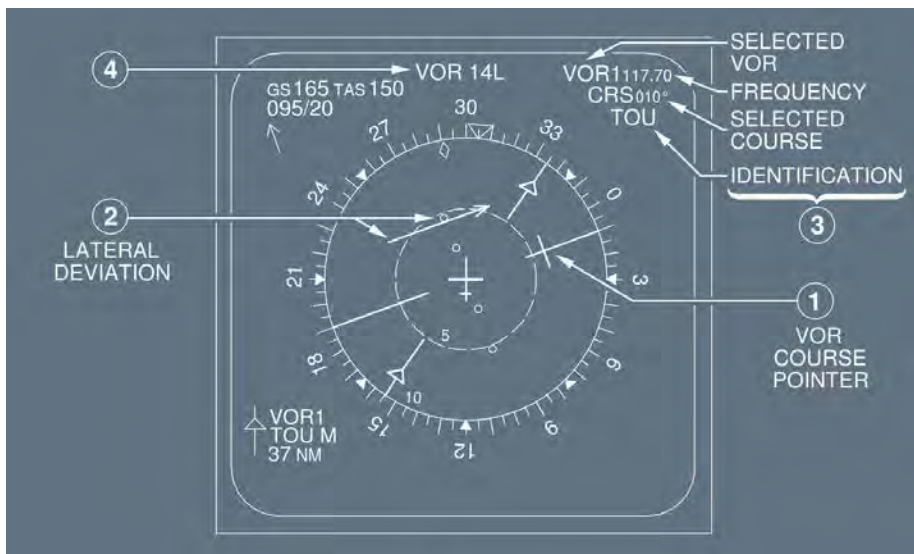 4
VOR 14L
SELECTED
VOR
GS165 TAS150
VOR1117.70
FREQUENCY
095/20
CRS010°
SELECTED
COURSE
TOU
IDENTIFICATION
3
30
33
0
3
6
9
12
15
18
21
24
27
2
LATERAL
DEVIATION
1
VOR
COURSE
POINTER
5
10
VOR1
TOU M
37 NM